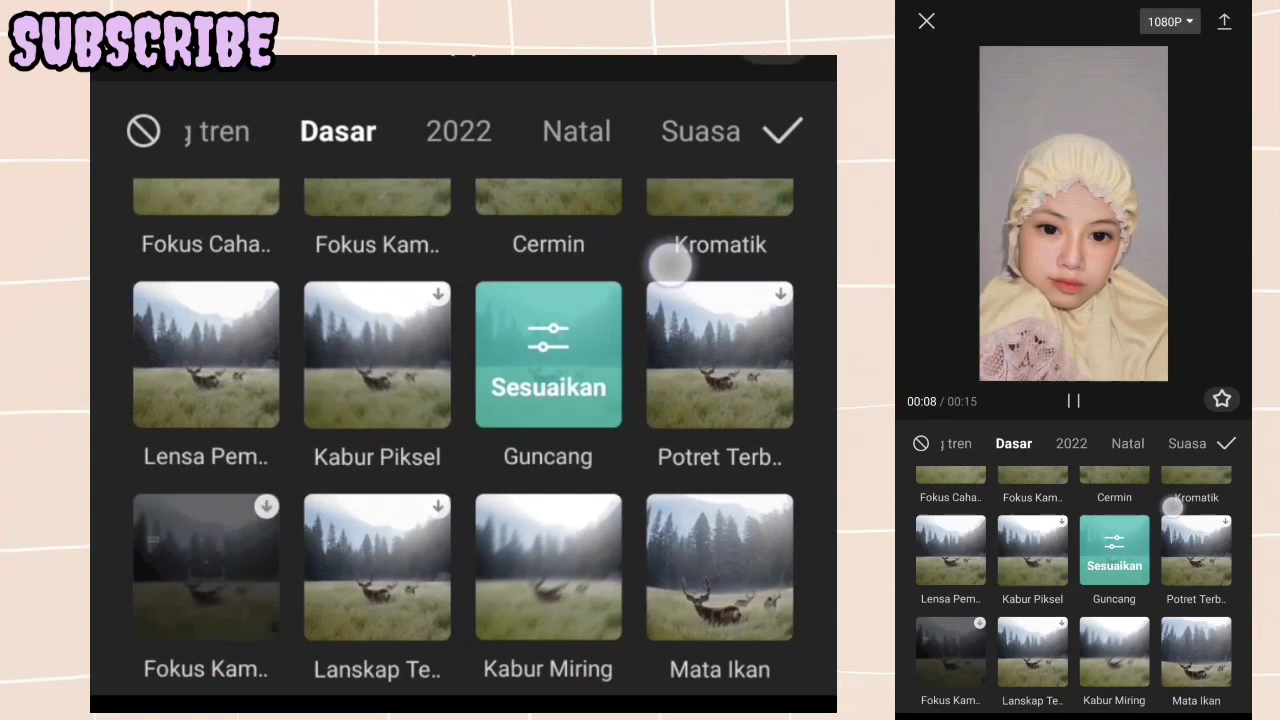 SUBSCRIBE
g tren Dasar 2022 Natal Suasa
Fokus Caha.. Fokus Kam.. Cermin Kromatik
Sesuaikan
Lensa Pem.. Kabur Piksel Guncang Potret Terb..
Fokus Kam.. Lanskap Te.. Kabur Miring Mata Ikan
1080P
00:08 / 00:15
g tren Dasar 2022 Natal Suasa
Fokus Caha.. Fokus Kam.. Cermin Kromatik
Sesuaikan
Lensa Pem.. Kabur Piksel Guncang Potret Terb..
Fokus Kam.. Lanskap Te.. Kabur Miring Mata Ikan